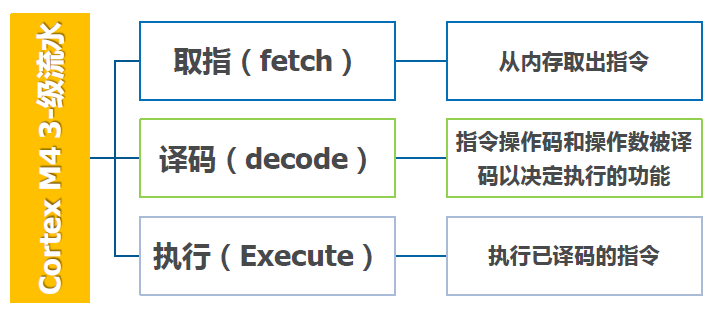 Cortex M4 3-级流水
取指（fetch）
从内存取出指令
译码（decode）
指令操作码和操作数被译
码以决定执行的功能
执行（Execute）
执行已译码的指令